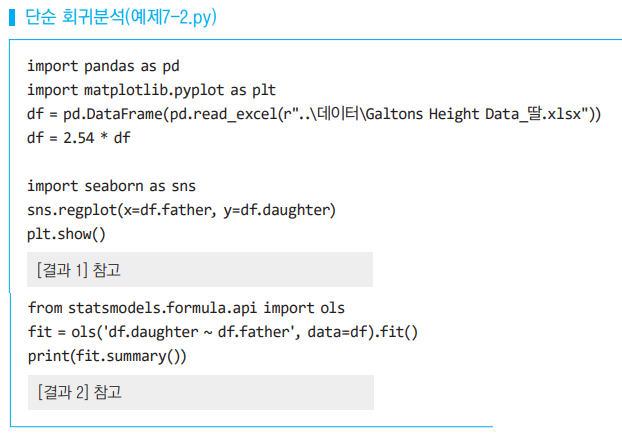 단순 회귀분석(예제7-2.py)
import pandas as pd
import matplotlib.pyplot as plt
df = pd.DataFrame(pd.read_excel(r"..\데이터\Galtons Height Data_딸.xlsx"))
df = 2.54 * df
import seaborn as sns
sns.regplot(x=df.father, y=df.daughter)
plt.show()
[결과 1] 참고
from statsmodels.formula.api import ols
fit = ols('df.daughter ~ df.father', data=df).fit()
print(fit.summary())
[결과 2] 참고